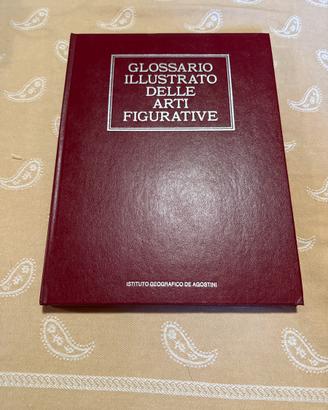 GLOSSARIO
ILLUSTRATO
DELLE
ARTI
FIGURATIVE
ISTITUTO GEOGRAFICO DE AGOSTINI